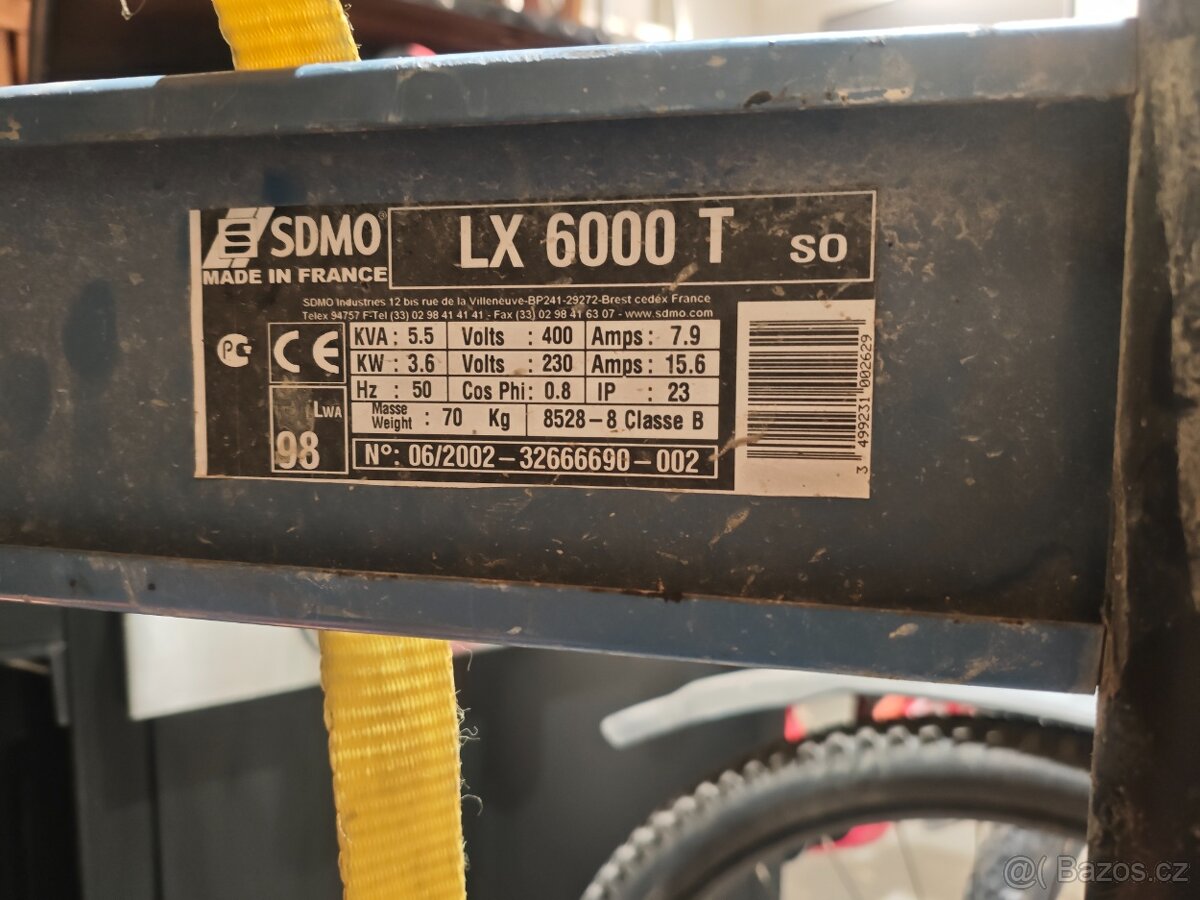 SDMO®
MADE IN FRANCE
LX 6000 T SO
SDMO Industries 12 bis rue de la Villeneuve-BP241-29272-Brest cedex France
Telex 94757 F-Tel (33) 02 98 41 41 41 - Fax (33) 02 98 41 63 07 - www.sdmo.com
KVA : 5.5 Volts : 400 Amps : 7.9
KW : 3.6 Volts : 230 Amps : 15.6
Hz : 50 Cos Phi : 0.8 IP : 23
Masse
Weight : 70 Kg 8528-8 Classe B
N°: 06/2002-32666690-002
PG
CE
LWA
98
3 499231 002629
@( Bazos.cz